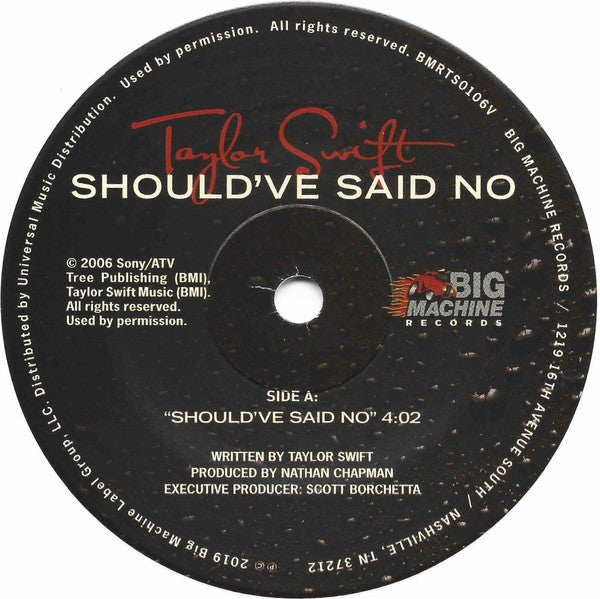 Taylor Swift
SHOULD'VE SAID NO
© 2006 Sony/ATV
Tree Publishing (BMI),
Taylor Swift Music (BMI).
All rights reserved.
Used by permission.
BIG
MACHINE
RECORDS
SIDE A:
“SHOULD'VE SAID NO” 4:02
WRITTEN BY TAYLOR SWIFT
PRODUCED BY NATHAN CHAPMAN
EXECUTIVE PRODUCER: SCOTT BORCHETTA
℗© 2019 Big Machine Label Group, LLC. Distributed by Universal Music Distribution. Used by permission. All rights reserved. BMRTS0106V
BIG MACHINE RECORDS / 1219 16TH AVENUE SOUTH / NASHVILLE, TN 37212